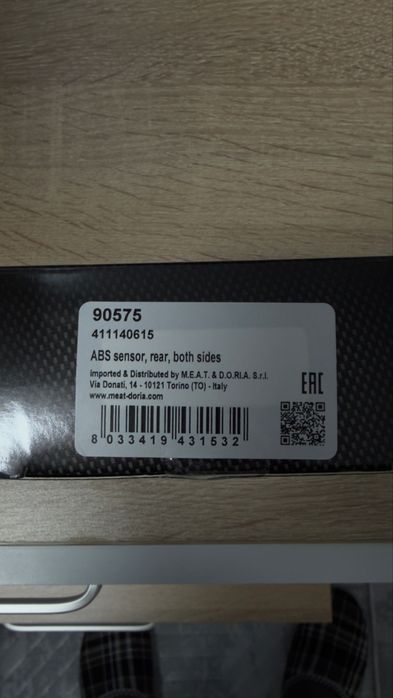 90575
411140615
ABS sensor, rear, both sides
Imported & Distributed by M.E.A.T. & D.O.R.I.A. S.r.l.
Via Donati, 14 - 10121 Torino (TO) - Italy
www.meat-doria.com
EAC
8 033419 431532